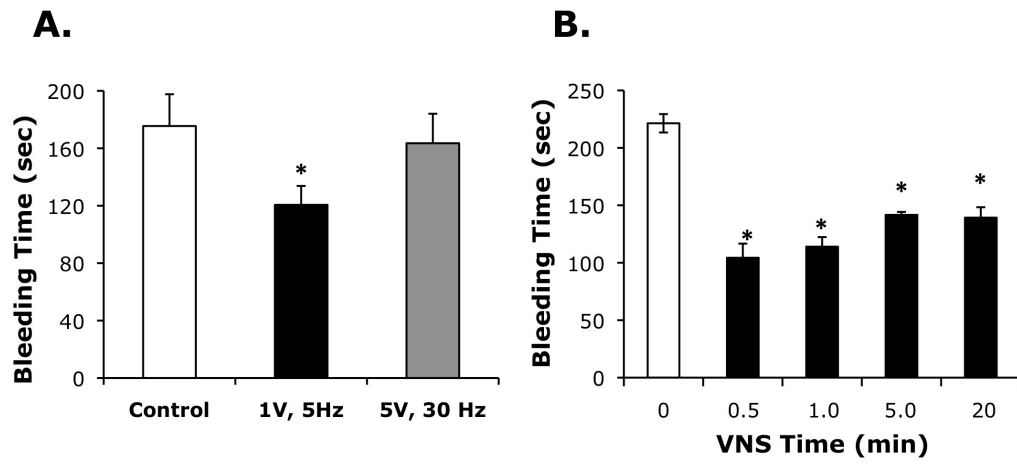 A.
Bleeding Time (sec)
200
160
120
80
40
0
*
Control
1V, 5Hz
5V, 30 Hz
B.
Bleeding Time (sec)
250
200
150
100
50
0
*
*
*
*
0
0.5
1.0
5.0
20
VNS Time (min)